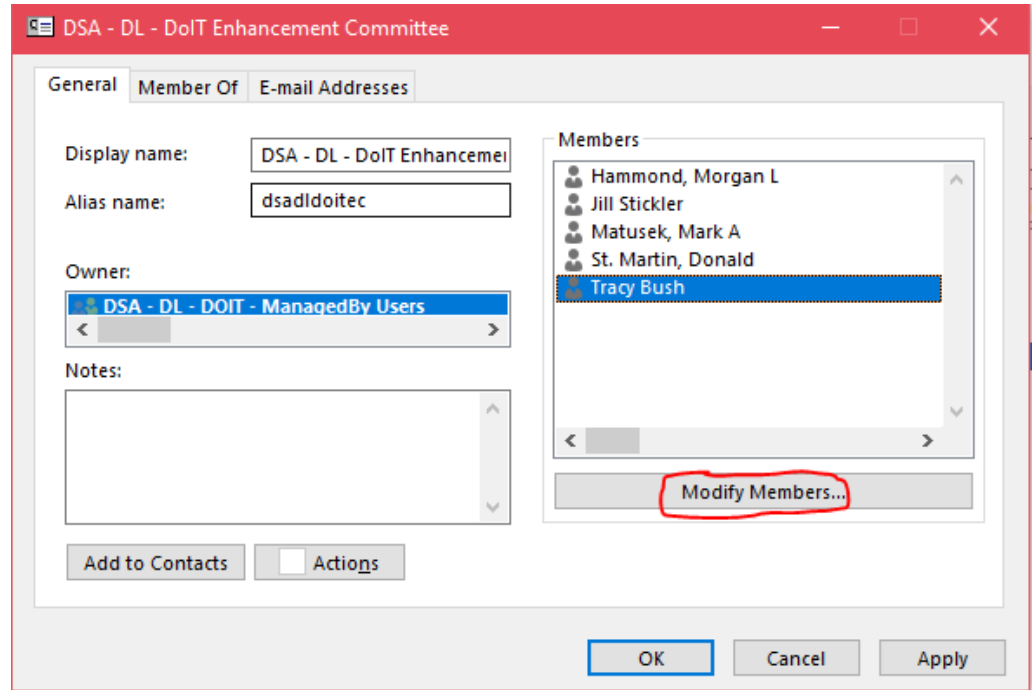 DSA - DL - DoIT Enhancement Committee
General
Member Of
E-mail Addresses
Display name:
DSA - DL - DoIT Enhancemei
Alias name:
dsadldoitec
Owner:
DSA - DL - DOIT - ManagedBy Users
Notes:
Add to Contacts
Actions
Members
Hammond, Morgan L
Jill Stickler
Matusek, Mark A
St. Martin, Donald
Tracy Bush
Modify Members...
OK
Cancel
Apply